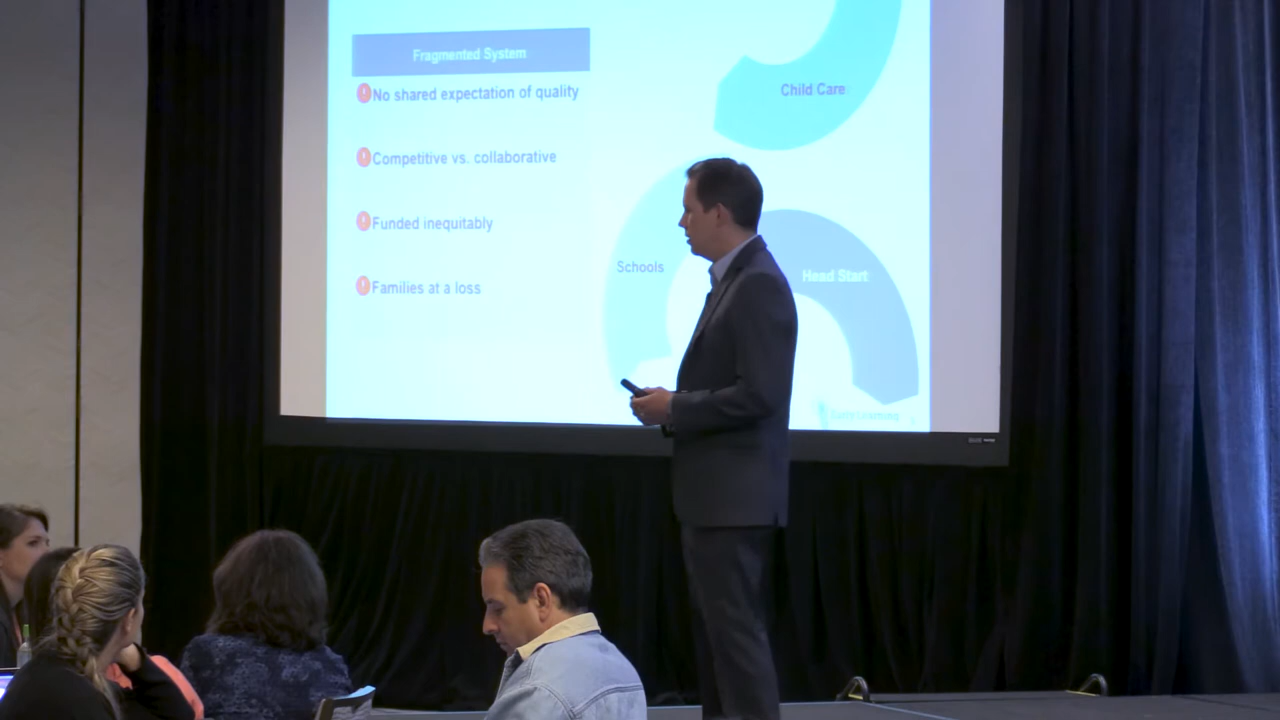 Fragmented System
No shared expectation of quality
Competitive vs. collaborative
Funded inequitably
Families at a loss
Child Care
Schools
Head Start